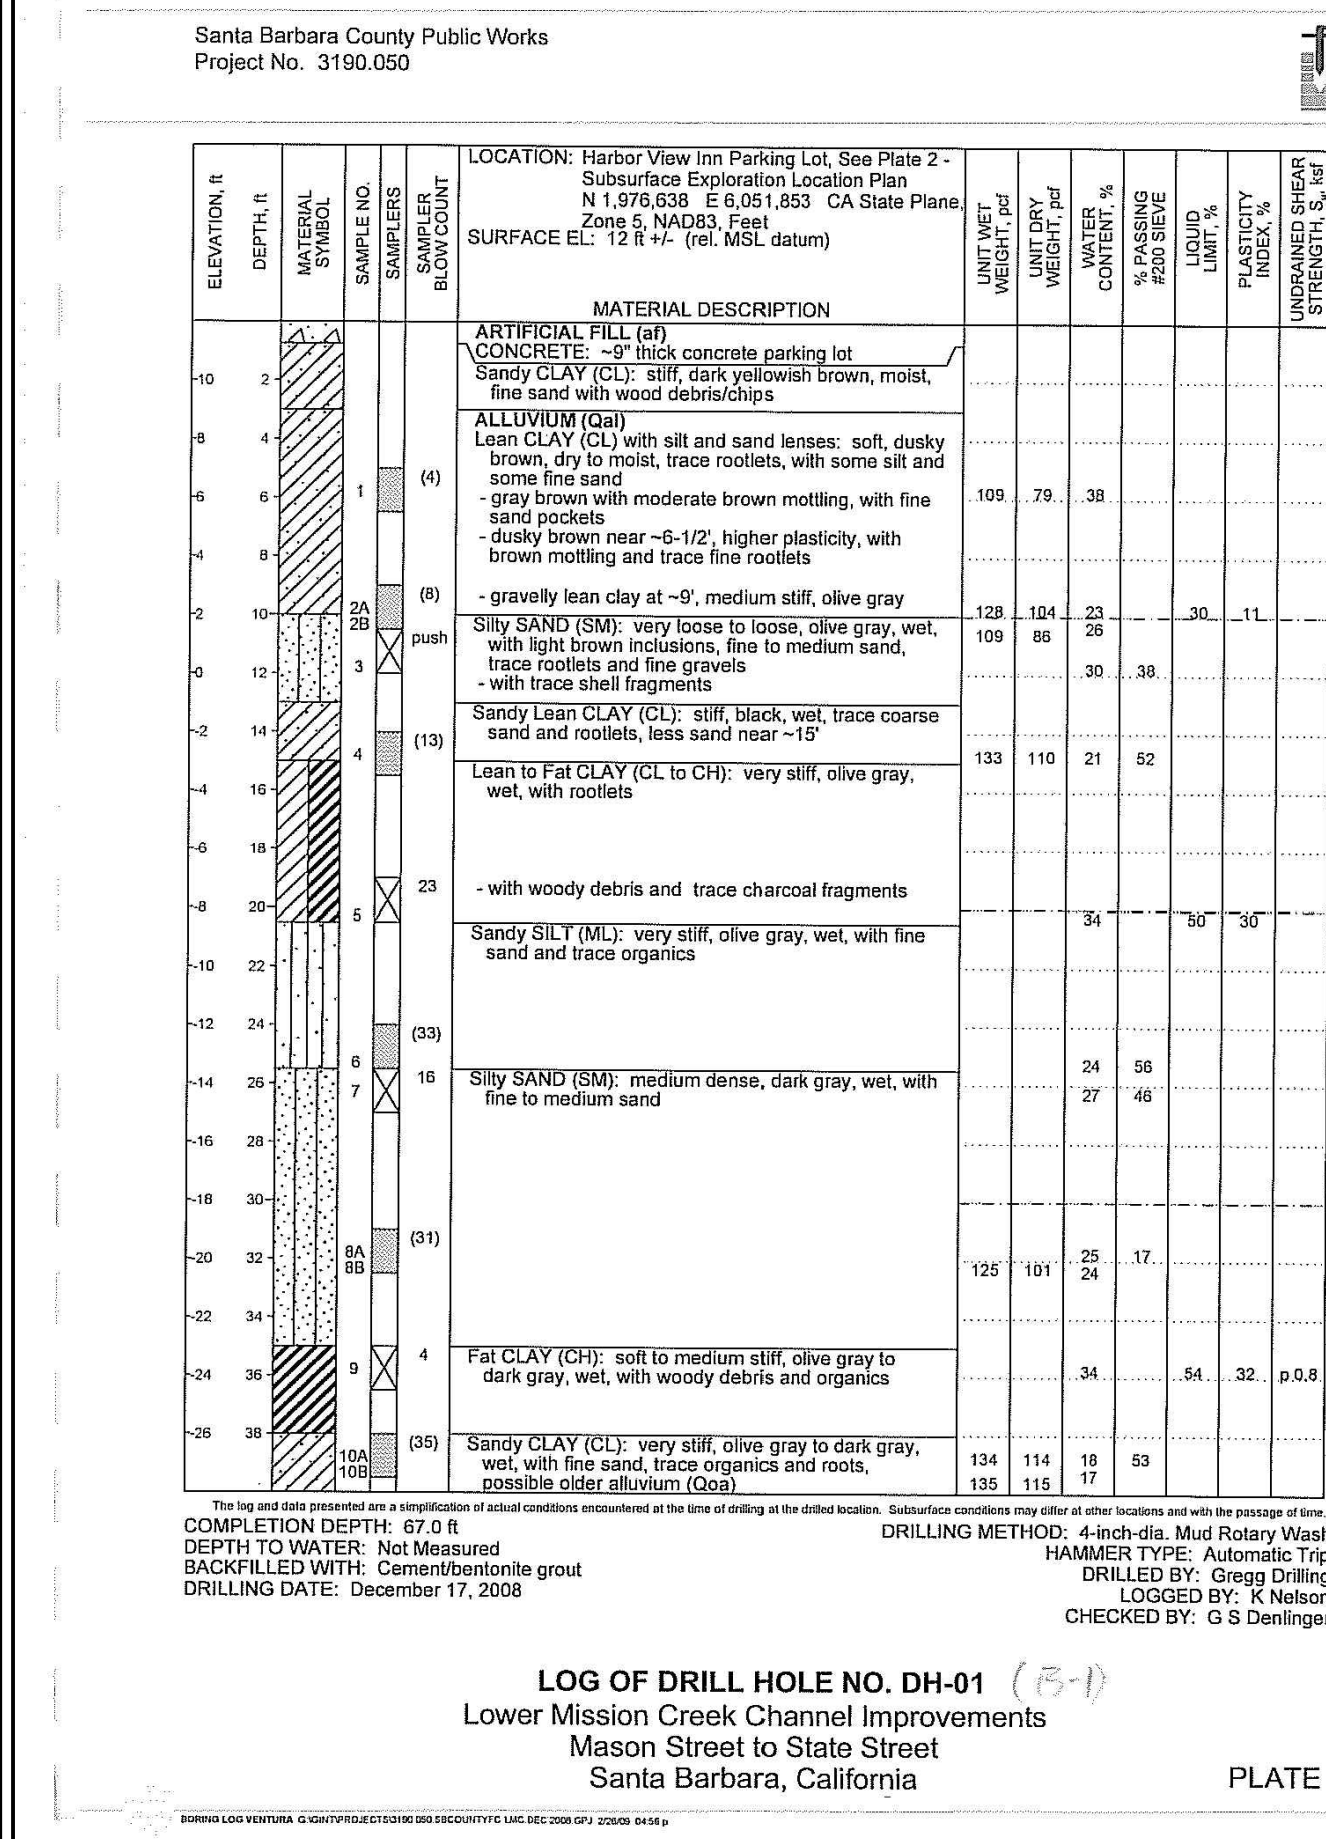 Santa Barbara County Public Works
Project No. 3190.050
ELEVATION, ft
DEPTH, ft
MATERIAL SYMBOL
SAMPLE NO.
SAMPLERS
SAMPLER BLOW COUNT
LOCATION: Harbor View Inn Parking Lot, See Plate 2 -
Subsurface Exploration Location Plan
N 1,976,638 E 6,051,853 CA State Plane,
Zone 5, NAD83, Feet
SURFACE EL: 12 ft +/- (rel. MSL datum)
MATERIAL DESCRIPTION
UNIT WET WEIGHT, pcf
UNIT DRY WEIGHT, pcf
WATER CONTENT, %
% PASSING #200 SIEVE
LIQUID LIMIT, %
PLASTICITY INDEX, %
UNDRAINED SHEAR STRENGTH, Su, ksf
ARTIFICIAL FILL (af)
CONCRETE: ~9" thick concrete parking lot
10 2 Sandy CLAY (CL): stiff, dark yellowish brown, moist,
fine sand with wood debris/chips
ALLUVIUM (Qal)
8 4 Lean CLAY (CL) with silt and sand lenses: soft, dusky
brown, dry to moist, trace rootlets, with some silt and
some fine sand
1 (4)
6 6 - gray brown with moderate brown mottling, with fine 109 79 38
sand pockets
- dusky brown near ~6-1/2', higher plasticity, with
4 8 brown mottling and trace fine rootlets
(8) - gravelly lean clay at ~9', medium stiff, olive gray
2 10 2A 128 104 23 30 11
2B Silty SAND (SM): very loose to loose, olive gray, wet, 109 86 26
push with light brown inclusions, fine to medium sand,
0 12 3 trace rootlets and fine gravels 30 38
- with trace shell fragments
Sandy Lean CLAY (CL): stiff, black, wet, trace coarse
-2 14 (13) sand and rootlets, less sand near ~15'
4 133 110 21 52
Lean to Fat CLAY (CL to CH): very stiff, olive gray,
-4 16 wet, with rootlets
-6 18
23 - with woody debris and trace charcoal fragments
-8 20 5 34 50 30
Sandy SILT (ML): very stiff, olive gray, wet, with fine
sand and trace organics
-10 22
-12 24 (33)
6 24 56
-14 26 7 16 Silty SAND (SM): medium dense, dark gray, wet, with
fine to medium sand 27 46
-16 28
-18 30
(31)
-20 32 8A 25 17
8B 125 101 24
-22 34
4 Fat CLAY (CH): soft to medium stiff, olive gray to
-24 36 9 dark gray, wet, with woody debris and organics 34 54 32 p 0.8
-26 38 (35) Sandy CLAY (CL): very stiff, olive gray to dark gray,
10A wet, with fine sand, trace organics and roots, 134 114 18 53
10B possible older alluvium (Qoa) 135 115 17
The log and data presented are a simplification of actual conditions encountered at the time of drilling at the drilled location. Subsurface conditions may differ at other locations and with the passage of time.
COMPLETION DEPTH: 67.0 ft
DEPTH TO WATER: Not Measured
BACKFILLED WITH: Cement/bentonite grout
DRILLING DATE: December 17, 2008
DRILLING METHOD: 4-inch-dia. Mud Rotary Wash
HAMMER TYPE: Automatic Trip
DRILLED BY: Gregg Drilling
LOGGED BY: K Nelson
CHECKED BY: G S Denlinger
LOG OF DRILL HOLE NO. DH-01 (B-1)
Lower Mission Creek Channel Improvements
Mason Street to State Street
Santa Barbara, California
PLATE
BORING LOG VENTURA G:\GINT\PROJECTS\3190.050.SBCOUNTYFC LMC.DEC 2008.GPJ 2/26/09 04:56 p